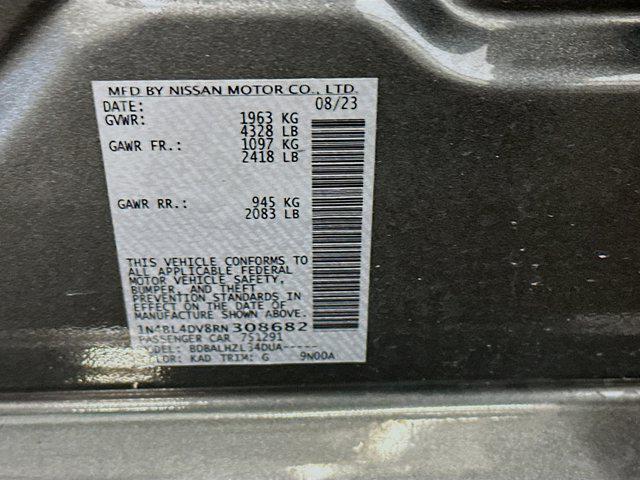 MFD BY NISSAN MOTOR CO., LTD.
DATE: 08/23
GVWR: 1963 KG
4328 LB
GAWR FR.: 1097 KG
2418 LB
GAWR RR.: 945 KG
2083 LB
THIS VEHICLE CONFORMS TO
ALL APPLICABLE FEDERAL
MOTOR VEHICLE SAFETY,
BUMPER, AND THEFT
PREVENTION STANDARDS IN
EFFECT ON THE DATE OF
MANUFACTURE SHOWN ABOVE.
1N4BL4DV8RN308682
PASSENGER CAR 751291
MODEL: BDBALHZL34DUA-----
COLOR: KAD TRIM: G 9N00A